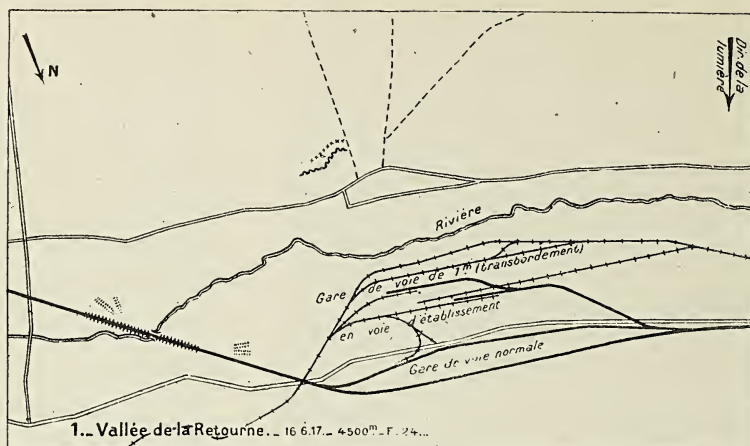 N
Dir. de la
lumière
Rivière
Gare de voie de 1m (transbordement)
en voie d'établissement
Gare de voie normale
1._ Vallée de la Retourne._ 16 6.17._ 4500m_F. 24...